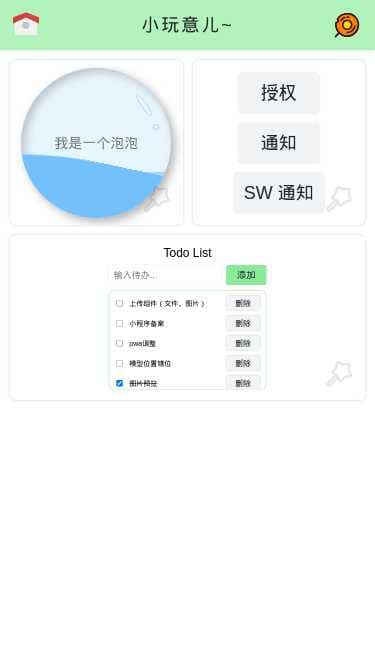 小玩意儿~
我是一个泡泡
授权
通知
SW 通知
Todo List
输入待办...
添加
上传组件（文件，图片）
删除
小程序备案
删除
pwa调整
删除
模型位置错位
删除
图片预览
删除